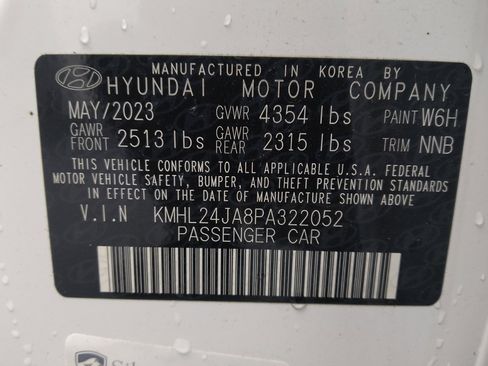 MANUFACTURED IN KOREA BY
HYUNDAI MOTOR COMPANY
MAY/2023 GVWR 4354 lbs PAINT W6H
GAWR FRONT 2513 lbs GAWR REAR 2315 lbs TRIM NNB
THIS VEHICLE CONFORMS TO ALL APPLICABLE U.S.A. FEDERAL
MOTOR VEHICLE SAFETY, BUMPER, AND THEFT PREVENTION STANDARDS
IN EFFECT ON THE DATE OF MANUFACTURE SHOWN ABOVE
V.I.N KMHL24JA8PA322052
PASSENGER CAR